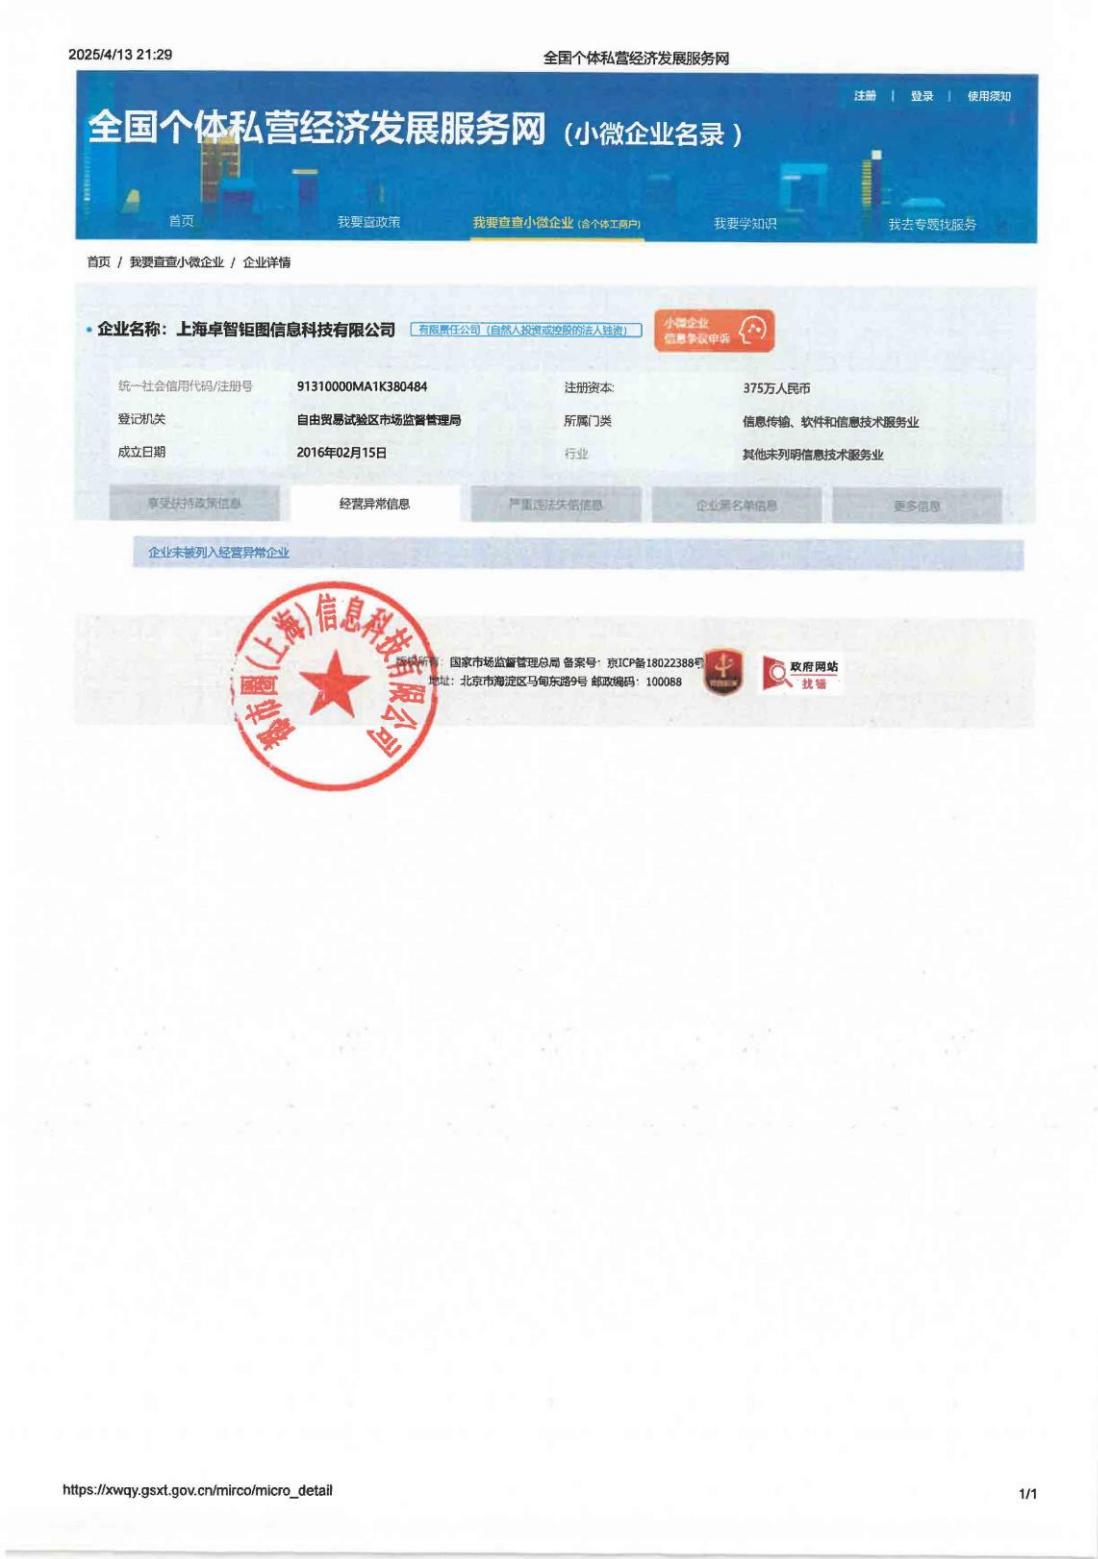 2025/4/13 21:29
全国个体私营经济发展服务网
注册 | 登录 | 使用须知
全国个体私营经济发展服务网（小微企业名录）
首页
我要查政策
我要查查小微企业（含个体工商户）
我要学知识
我去专题找服务
首页 / 我要查查小微企业 / 企业详情
企业名称：上海卓智钜图信息科技有限公司
有限责任公司（自然人投资或控股的法人独资）
小微企业
信息争议申诉
统一社会信用代码/注册号 91310000MA1K380484 注册资本: 375万人民币
登记机关 自由贸易试验区市场监督管理局 所属门类 信息传输、软件和信息技术服务业
成立日期 2016年02月15日 行业 其他未列明信息技术服务业
享受扶持政策信息
经营异常信息
严重违法失信信息
企业黑名单信息
更多信息
企业未被列入经营异常企业
(上海)信息科技有限公司
版权所有：国家市场监督管理总局 备案号：京ICP备18022388号
地址：北京市海淀区马甸东路9号 邮政编码：100088
政府网站
找错
https://xwqy.gsxt.gov.cn/mirco/micro_detail
1/1